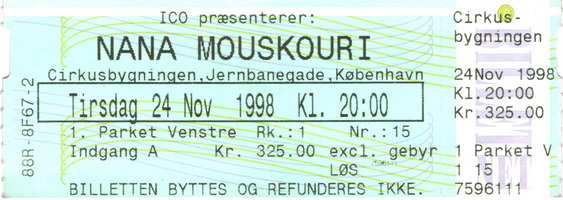 ICO præsenterer:
NANA MOUSKOURI
Cirkusbygningen,Jernbanegade,København
Tirsdag 24 Nov 1998 Kl. 20:00
1. Parket Venstre Rk.:1 Nr.:15
Indgang A Kr. 325.00 excl. gebyr
LØS
BILLETTEN BYTTES OG REFUNDERES IKKE.
88R-8F67-2
Cirkus-
bygningen
24Nov 1998
Kl.20:00
Kr.325.00
1 Parket V
1 15
7596111